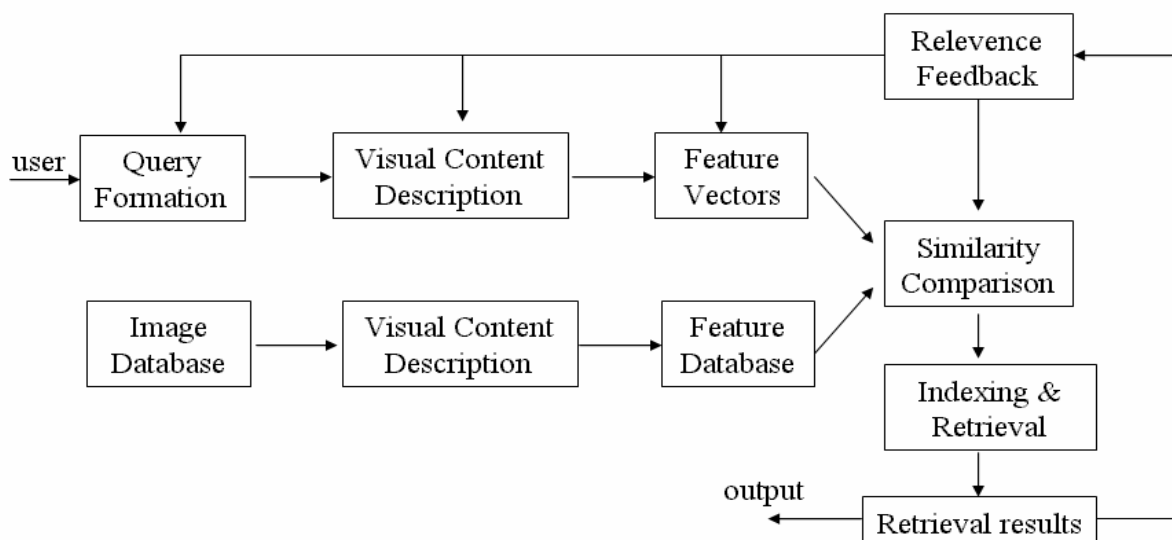 Relevence
Feedback
user
Query
Formation
Visual Content
Description
Feature
Vectors
Similarity
Comparison
Image
Database
Visual Content
Description
Feature
Database
Indexing &
Retrieval
output
Retrieval results